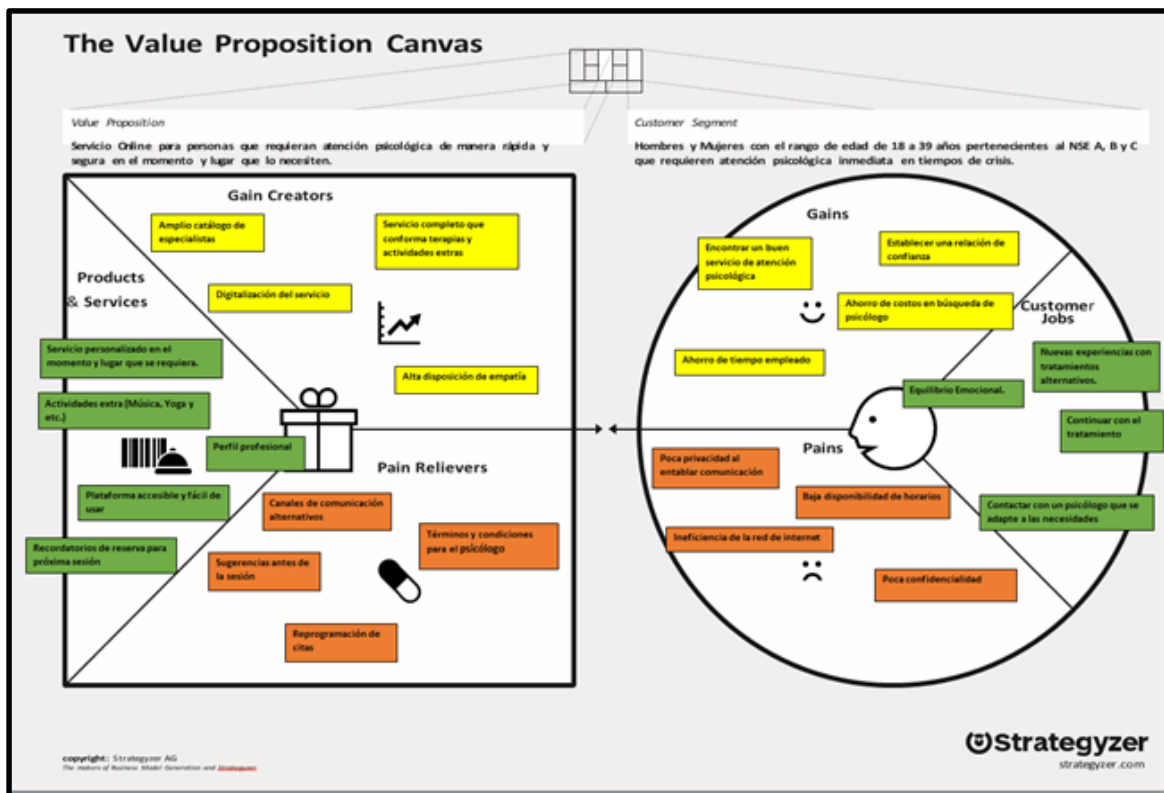 The Value Proposition Canvas
Value Proposition
Servicio Online para personas que requieran atención psicológica de manera rápida y
segura en el momento y lugar que lo necesiten.
Customer Segment
Hombres y Mujeres con el rango de edad de 18 a 39 años pertenecientes al NSE A, B y C
que requieren atención psicológica inmediata en tiempos de crisis.
Gain Creators
Amplio catálogo de
especialistas
Servicio completo que
conforma terapias y
actividades extras
Digitalización del servicio
Alta disposición de empatía
Products
& Services
Servicio personalizado en el
momento y lugar que se requiera.
Actividades extra (Música, Yoga y
etc.)
Perfil profesional
Plataforma accesible y fácil de
usar
Recordatorios de reserva para
próxima sesión
Pain Relievers
Canales de comunicación
alternativos
Términos y condiciones
para el psicólogo
Sugerencias antes de
la sesión
Reprogramación de
citas
Gains
Encontrar un buen
servicio de atención
psicológica
Establecer una relación de
confianza
Ahorro de costos en búsqueda de
psicólogo
Ahorro de tiempo empleado
Customer
Jobs
Nuevas experiencias con
tratamientos
alternativos.
Equilibrio Emocional.
Continuar con el
tratamiento
Contactar con un psicólogo que se
adapte a las necesidades
Pains
Poca privacidad al
entablar comunicación
Baja disponibilidad de horarios
Ineficiencia de la red de internet
Poca confidencialidad
copyright: Strategyzer AG
The makers of Business Model Generation and Strategyzer
Strategyzer
strategyzer.com